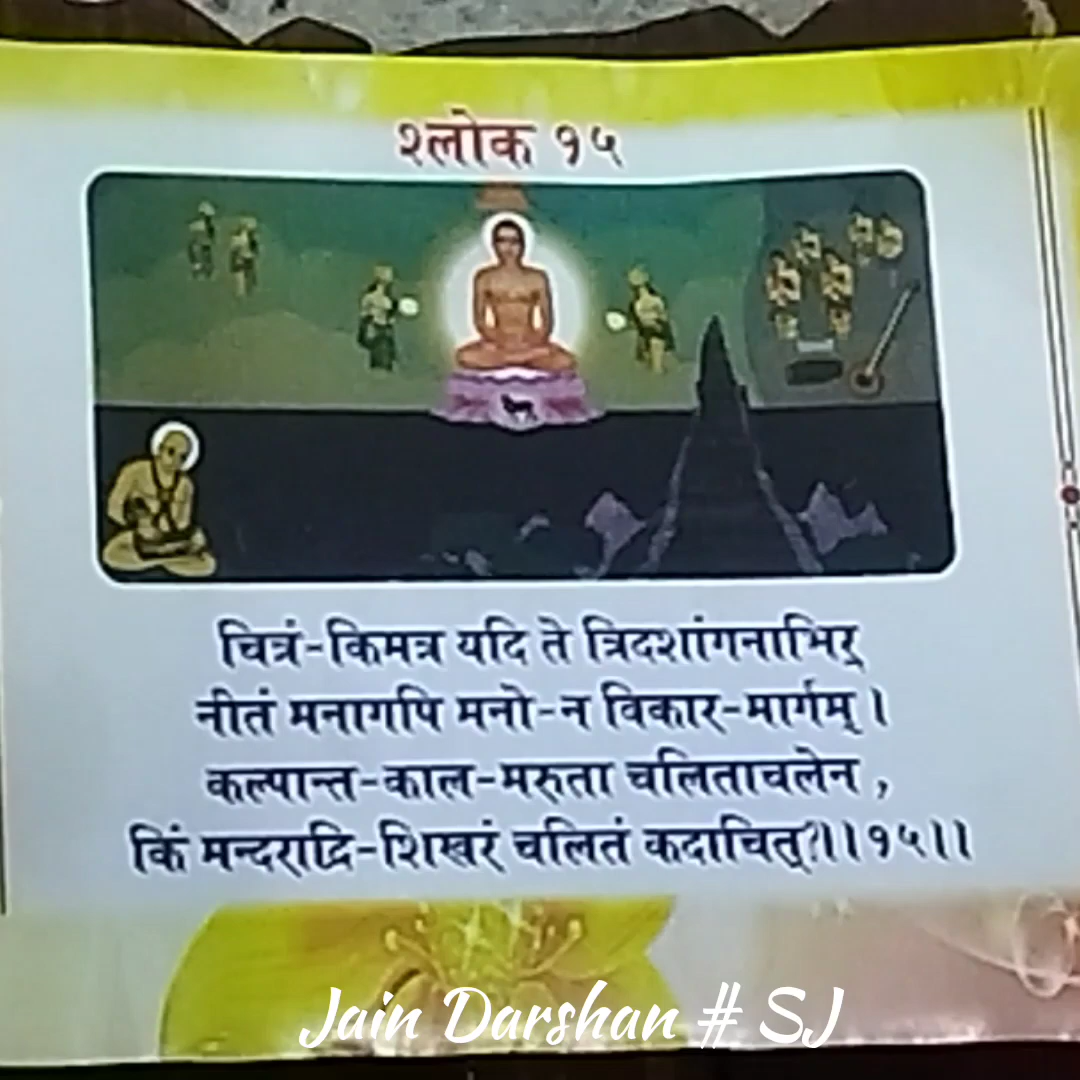 श्लोक १५
चित्रं-किमत्र यदि ते त्रिदशांगनाभिर्
नीतं मनागपि मनो-न विकार-मार्गम् ।
कल्पान्त-काल-मरुता चलिताचलेन ,
किं मन्दराद्रि-शिखरं चलितं कदाचित्?।।१५।।
Jain Darshan # SJ